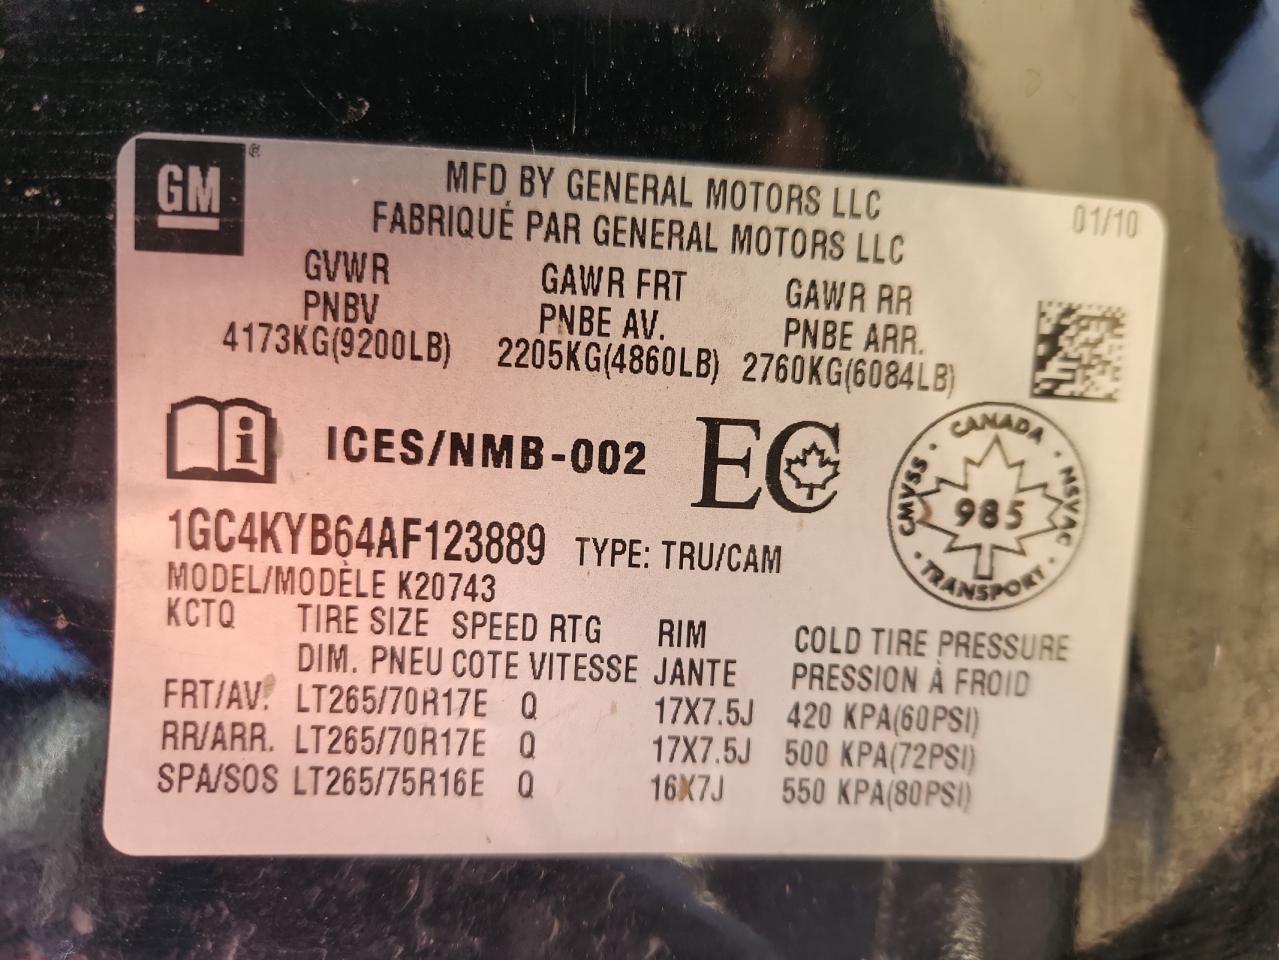 GM®
MFD BY GENERAL MOTORS LLC
FABRIQUÉ PAR GENERAL MOTORS LLC
01/10
GVWR GAWR FRT GAWR RR
PNBV PNBE AV. PNBE ARR.
4173KG(9200LB) 2205KG(4860LB) 2760KG(6084LB)
i ICES/NMB-002 EC
CANADA
CMVSS · 985 · NSVAC
· TRANSPORT ·
1GC4KYB64AF123889 TYPE: TRU/CAM
MODEL/MODÈLE K20743
KCTQ TIRE SIZE SPEED RTG RIM COLD TIRE PRESSURE
DIM. PNEU COTE VITESSE JANTE PRESSION À FROID
FRT/AV. LT265/70R17E Q 17X7.5J 420 KPA(60PSI)
RR/ARR. LT265/70R17E Q 17X7.5J 500 KPA(72PSI)
SPA/SOS LT265/75R16E Q 16X7J 550 KPA(80PSI)